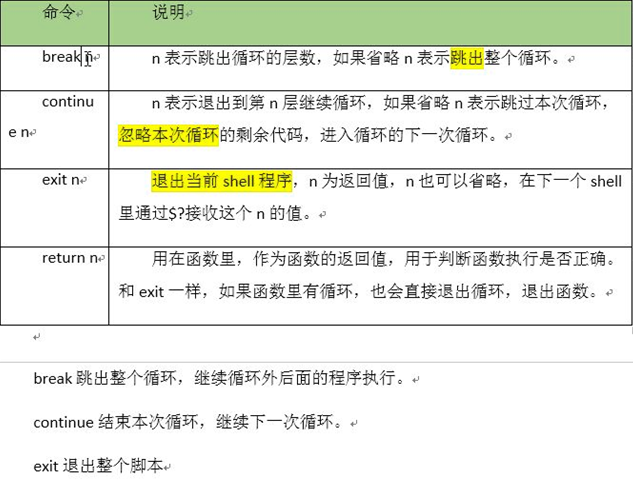 命令 说明
break n n 表示跳出循环的层数，如果省略 n 表示跳出整个循环。
continu n 表示退出到第 n 层继续循环，如果省略 n 表示跳过本次循环，
e n 忽略本次循环的剩余代码，进入循环的下一次循环。
exit n 退出当前 shell 程序，n 为返回值，n 也可以省略，在下一个 shell
里通过$?接收这个 n 的值。
return n 用在函数里，作为函数的返回值，用于判断函数执行是否正确。
和 exit 一样，如果函数里有循环，也会直接退出循环，退出函数。
break 跳出整个循环，继续循环外后面的程序执行。
continue 结束本次循环，继续下一次循环。
exit 退出整个脚本